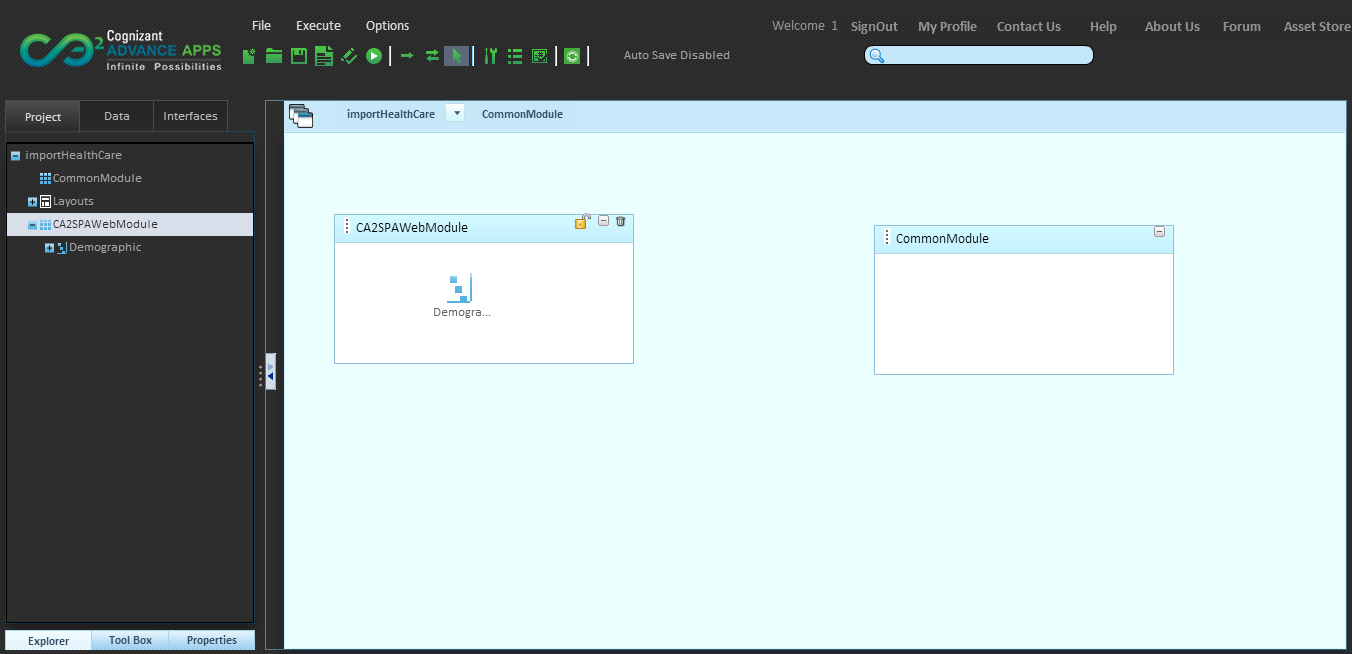 File Execute Options
Welcome 1 SignOut My Profile Contact Us Help About Us Forum Asset Store
Cognizant
ADVANCE APPS
Infinite Possibilities
Auto Save Disabled
Project Data Interfaces
importHealthCare
CommonModule
Layouts
CA2SPAWebModule
Demographic
Explorer Tool Box Properties
importHealthCare CommonModule
CA2SPAWebModule
Demogra...
CommonModule